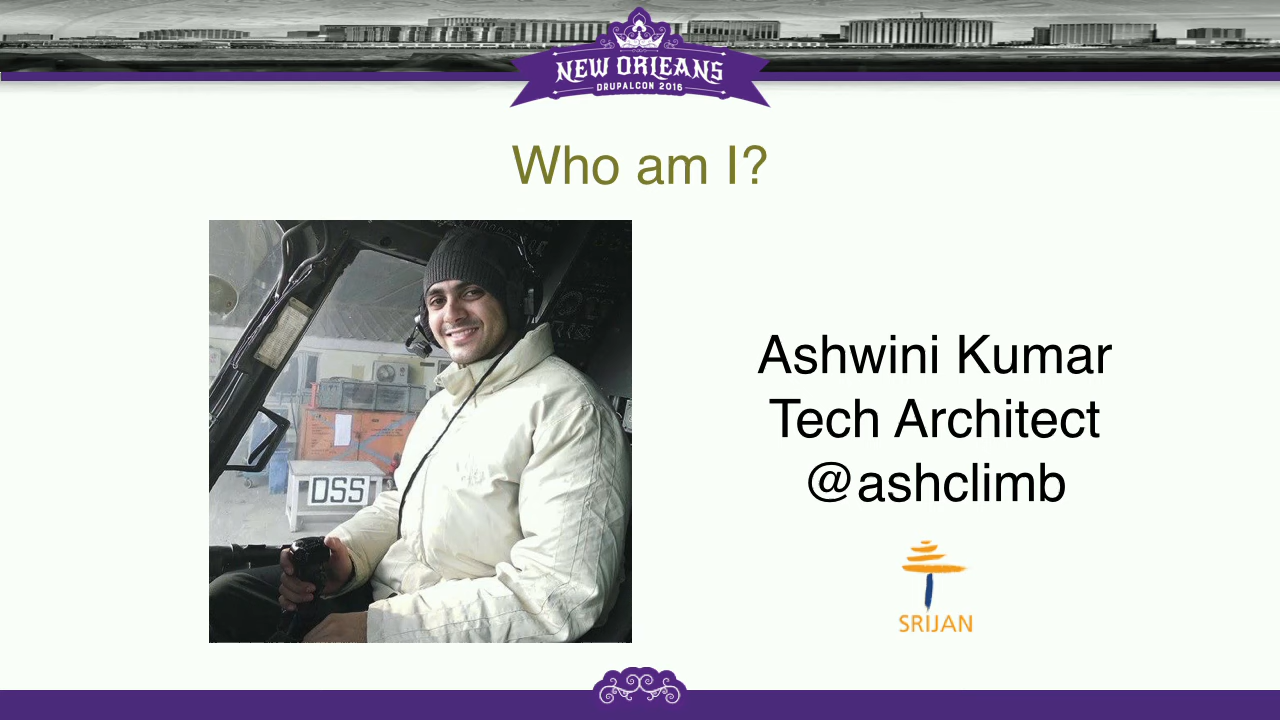 NEW ORLEANS
DRUPALCON 2016
Who am I?
DSS
Ashwini Kumar
Tech Architect
@ashclimb
SRIJAN